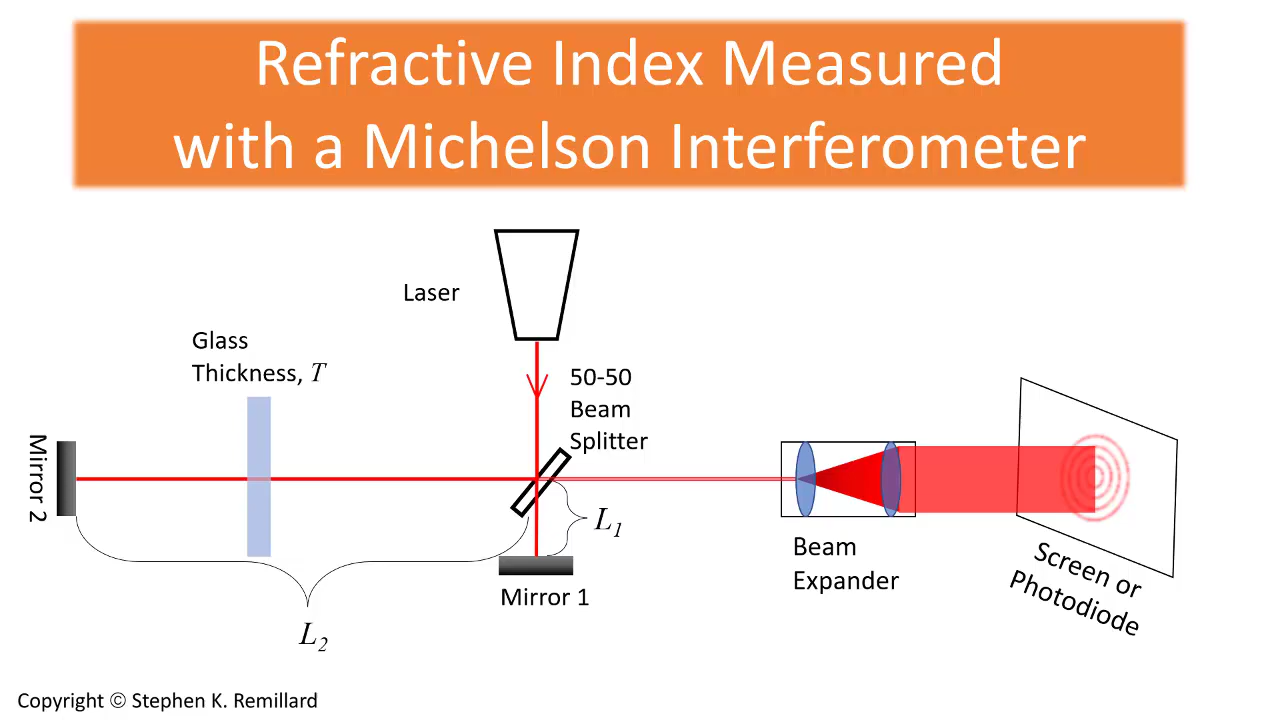 Refractive Index Measured
with a Michelson Interferometer
Laser
Glass
Thickness, T
50-50
Beam
Splitter
Mirror 2
L1
Beam
Expander
Screen or
Photodiode
Mirror 1
L2
Copyright © Stephen K. Remillard